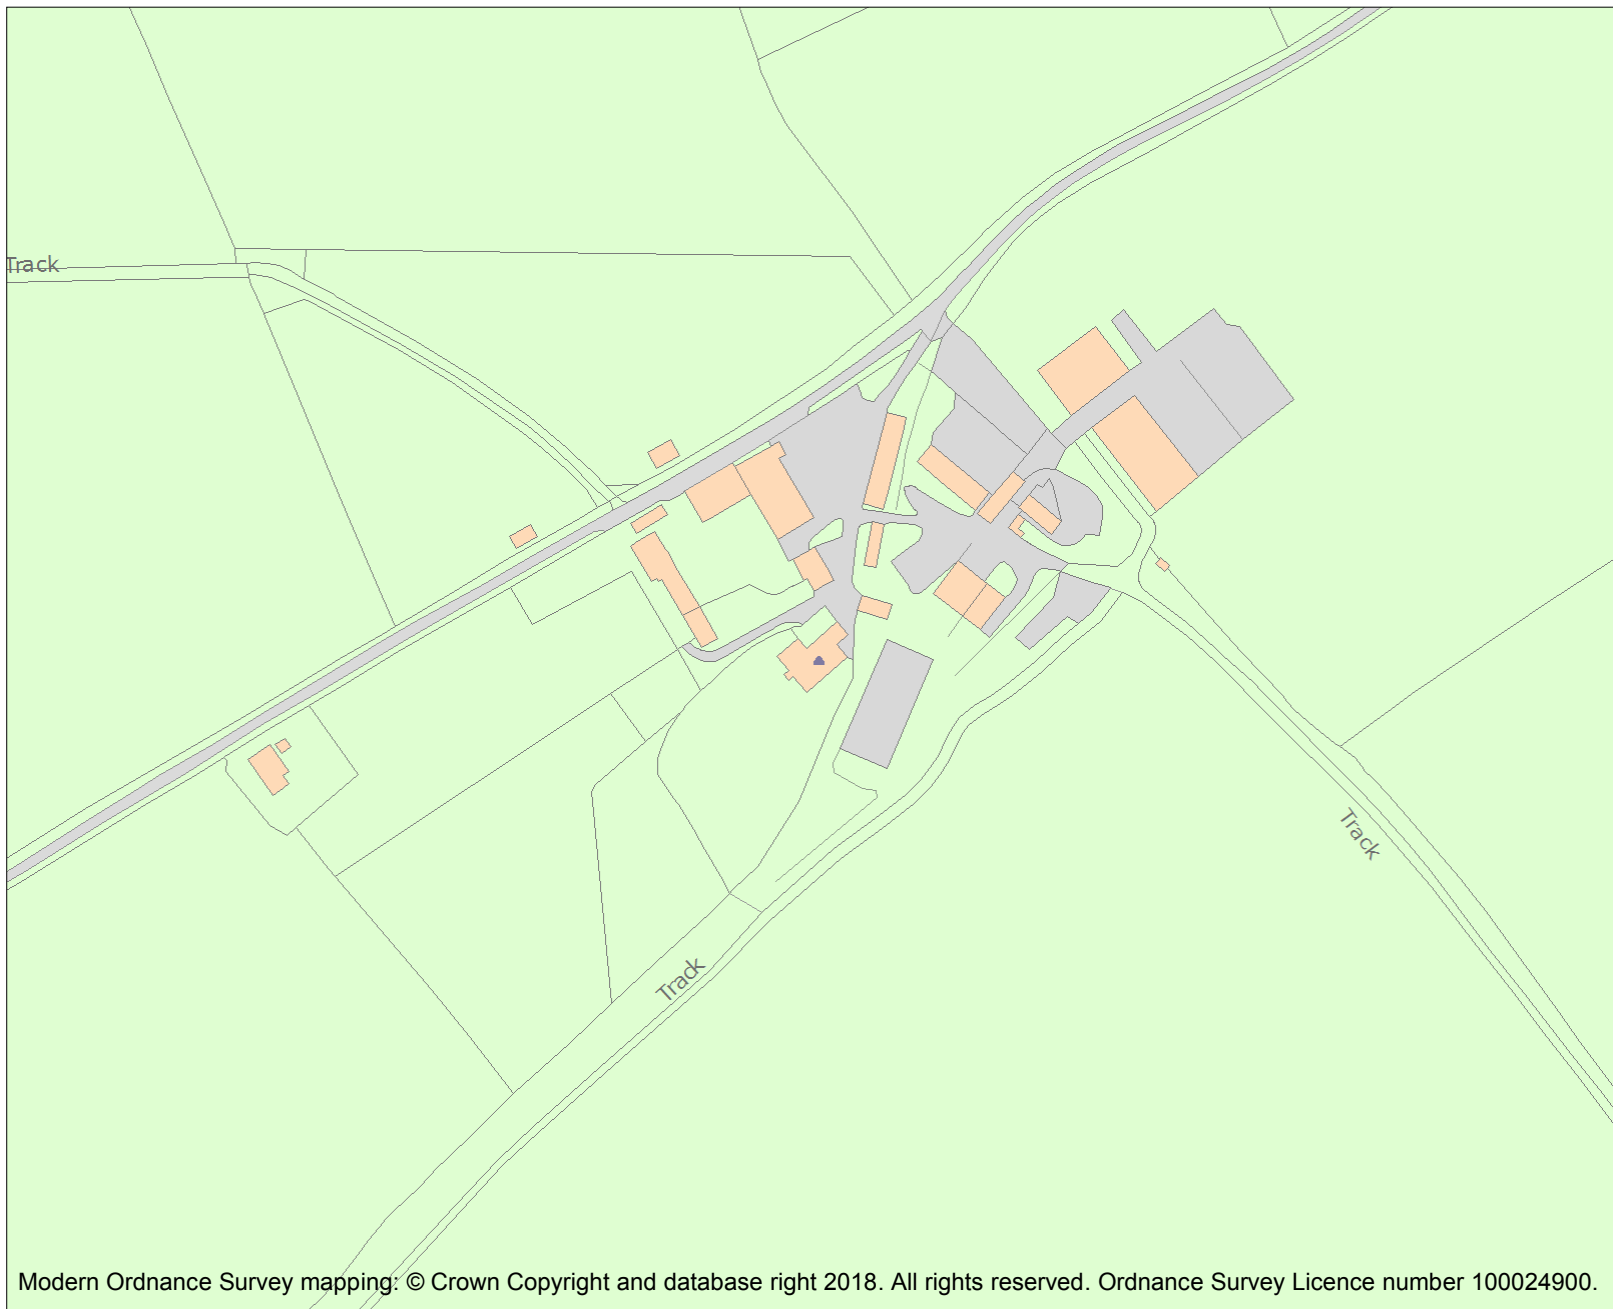 Track
Track
Track
Modern Ordnance Survey mapping: © Crown Copyright and database right 2018. All rights reserved. Ordnance Survey Licence number 100024900.